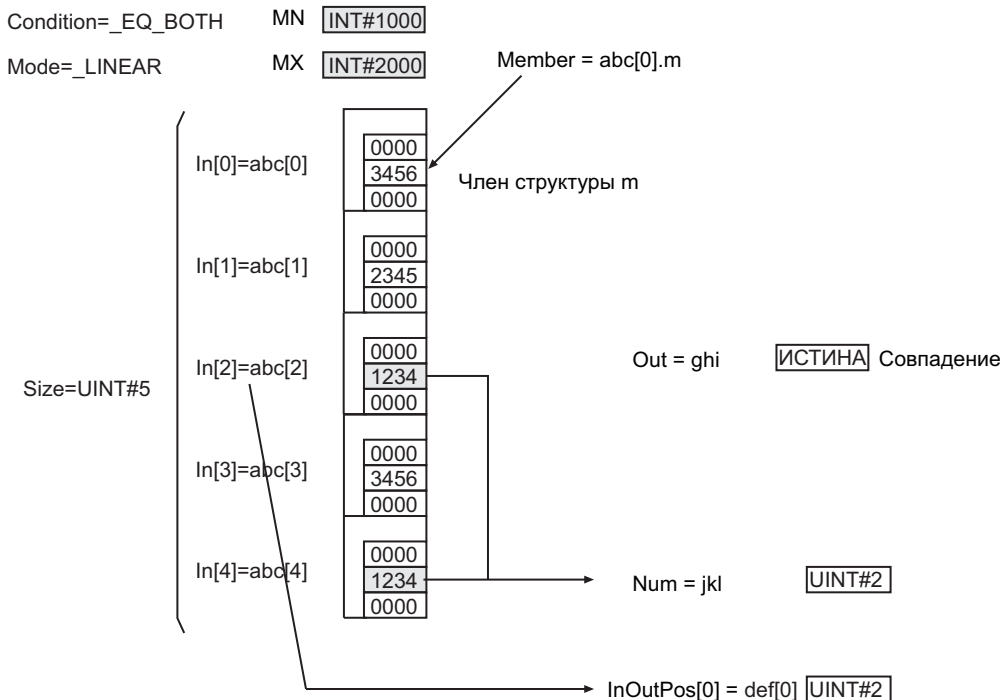 Condition=_EQ_BOTH
MN INT#1000
Mode=_LINEAR
MX INT#2000
Member = abc[0].m
In[0]=abc[0]
0000
3456
0000
Член структуры m
In[1]=abc[1]
0000
2345
0000
Size=UINT#5
In[2]=abc[2]
0000
1234
0000
Out = ghi ИСТИНА Совпадение
In[3]=abc[3]
0000
3456
0000
In[4]=abc[4]
0000
1234
0000
Num = jkl UINT#2
InOutPos[0] = def[0] UINT#2